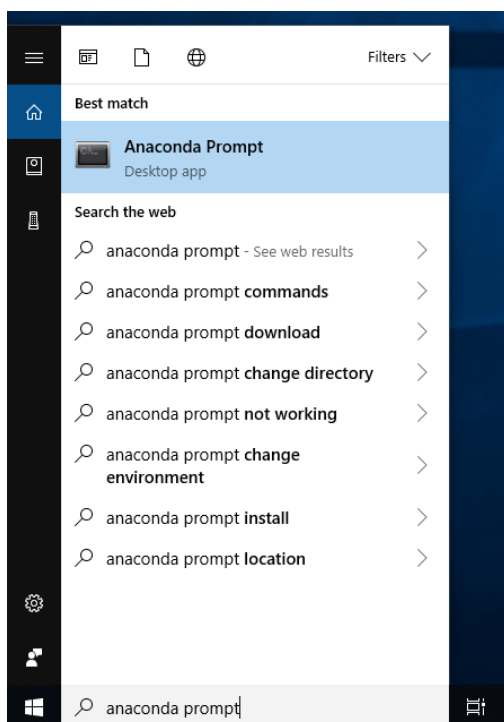 Filters
Best match
Anaconda Prompt
Desktop app
Search the web
anaconda prompt - See web results
anaconda prompt commands
anaconda prompt download
anaconda prompt change directory
anaconda prompt not working
anaconda prompt change
environment
anaconda prompt install
anaconda prompt location
anaconda prompt